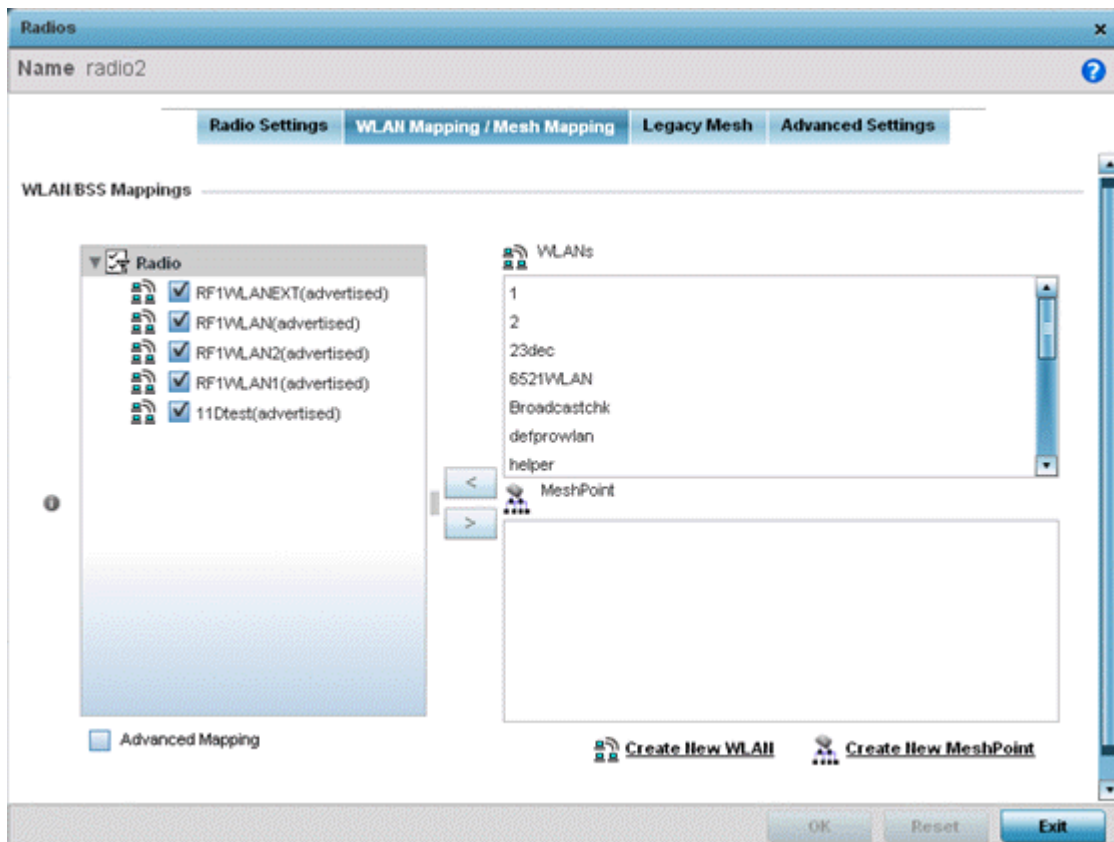 Radios
Name radio2
Radio Settings
WLAN Mapping / Mesh Mapping
Legacy Mesh
Advanced Settings
WLAN/BSS Mappings
Radio
RF1WLANEXT(advertised)
RF1WLAN(advertised)
RF1WLAN2(advertised)
RF1WLAN1(advertised)
11Dtest(advertised)
Advanced Mapping
<
>
WLANs
1
2
23dec
6521WLAN
Broadcastchk
defprowlan
helper
MeshPoint
Create New WLAN
Create New MeshPoint
OK
Reset
Exit